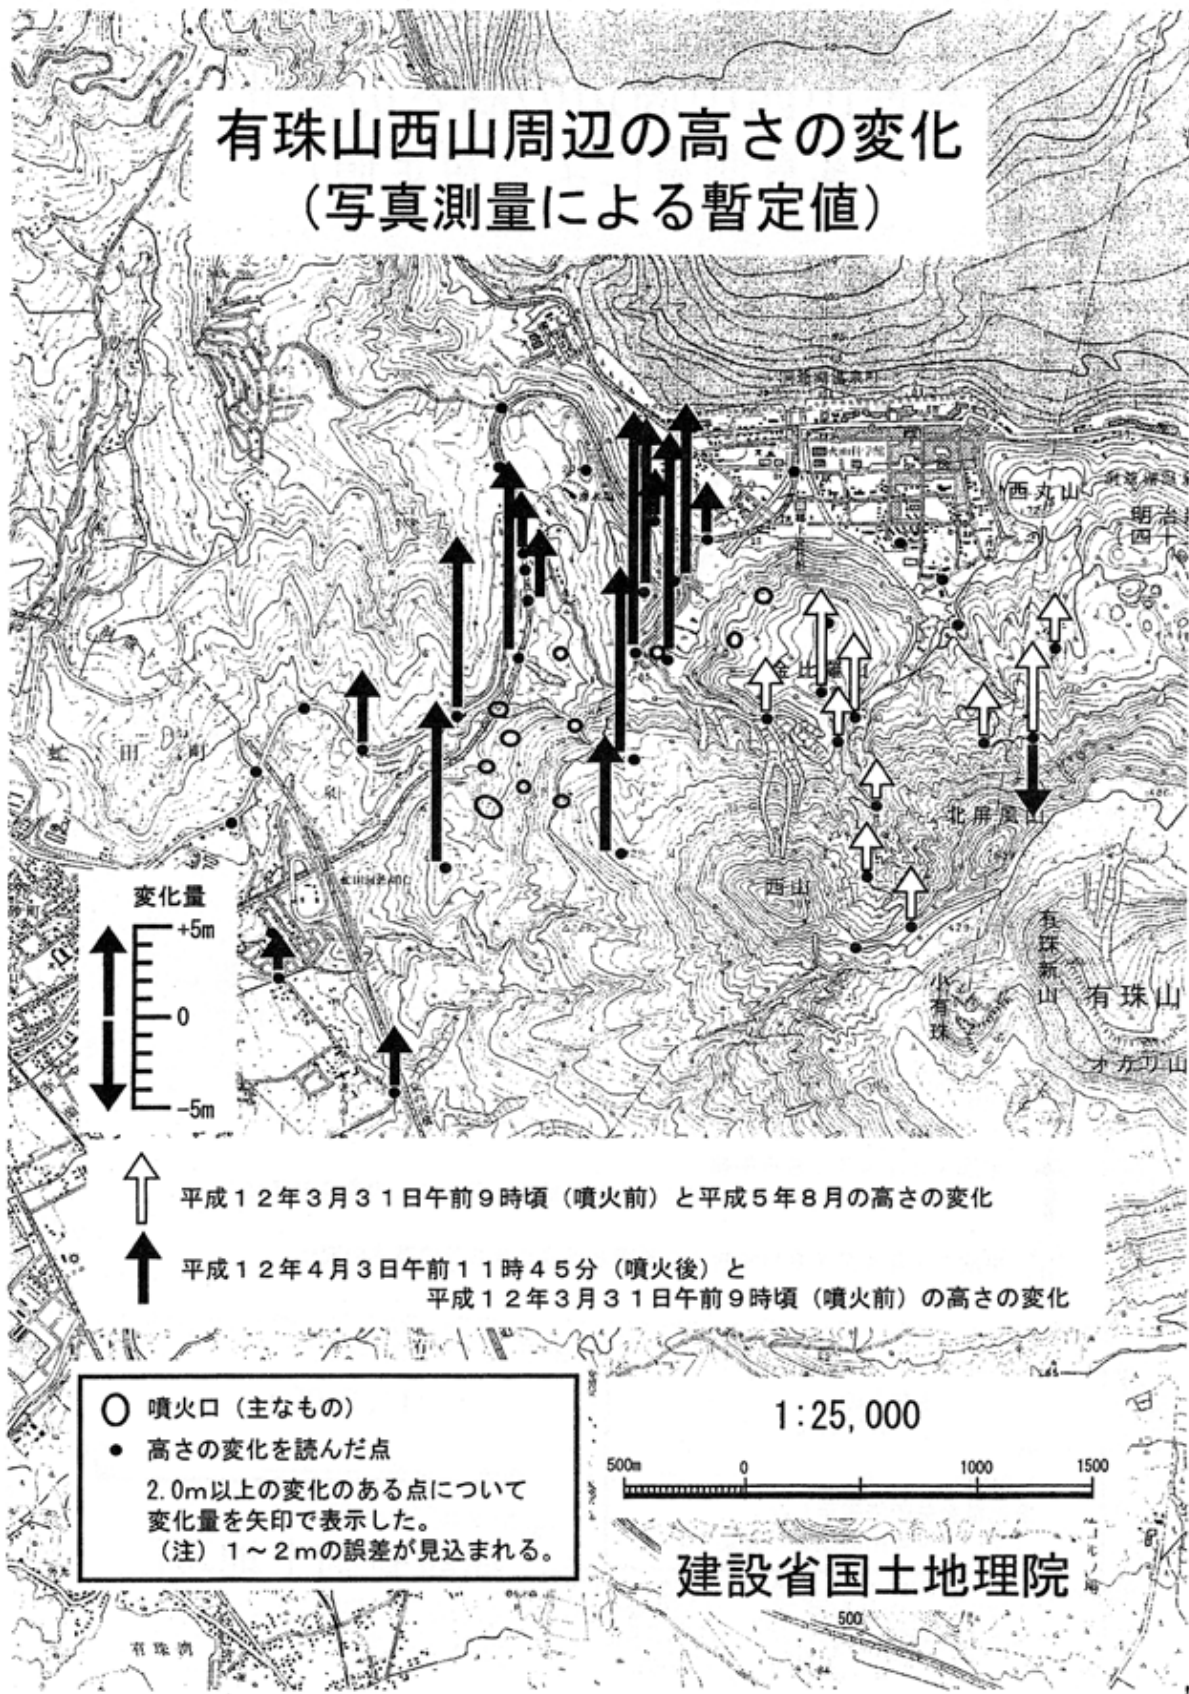 有珠山西山周辺の高さの変化
（写真測量による暫定値）
西丸山
明治
四十
金比羅
北屏風山
西山
有珠新山
小有珠
有珠山
オガリ山
泉
変化量
+5m
0
-5m
平成１２年３月３１日午前９時頃（噴火前）と平成５年８月の高さの変化
平成１２年４月３日午前１１時４５分（噴火後）と
平成１２年３月３１日午前９時頃（噴火前）の高さの変化
噴火口（主なもの）
高さの変化を読んだ点
2.0m以上の変化のある点について
変化量を矢印で表示した。
（注）１～２ｍの誤差が見込まれる。
1:25,000
500m 0 1000 1500
建設省国土地理院
500
有珠湾